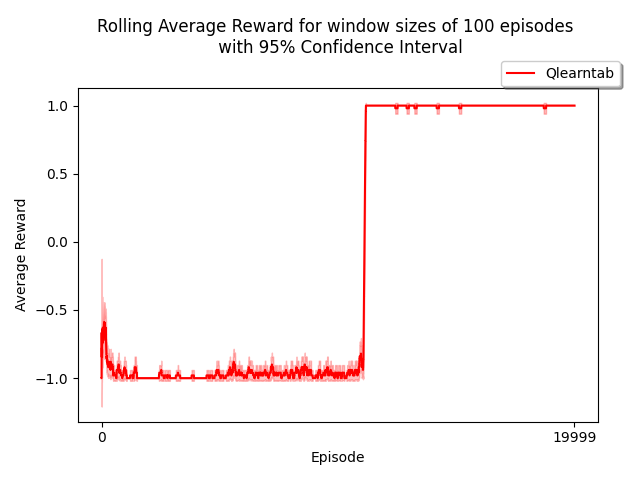 Rolling Average Reward for window sizes of 100 episodes
with 95% Confidence Interval
Qlearntab
1.0
0.5
0.0
−0.5
−1.0
Average Reward
0
19999
Episode